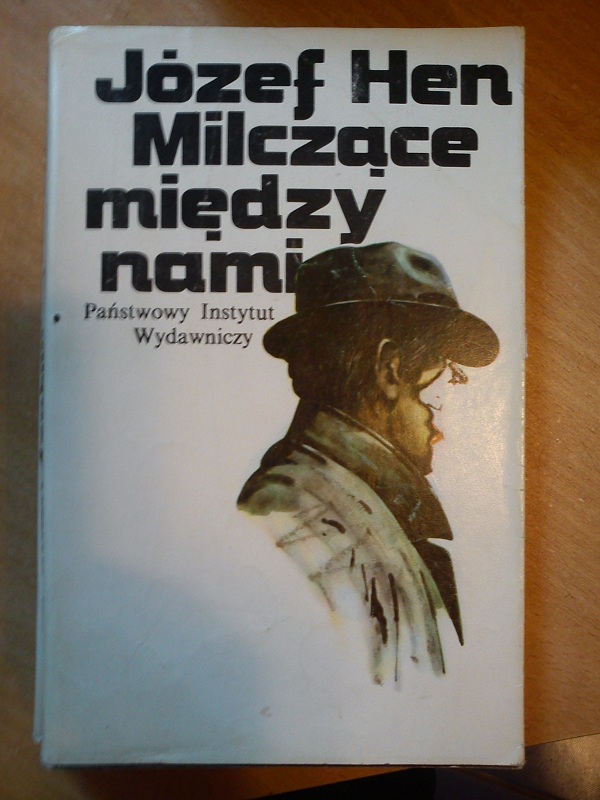 Józef Hen
Milczące
między
nami
Państwowy Instytut
Wydawniczy